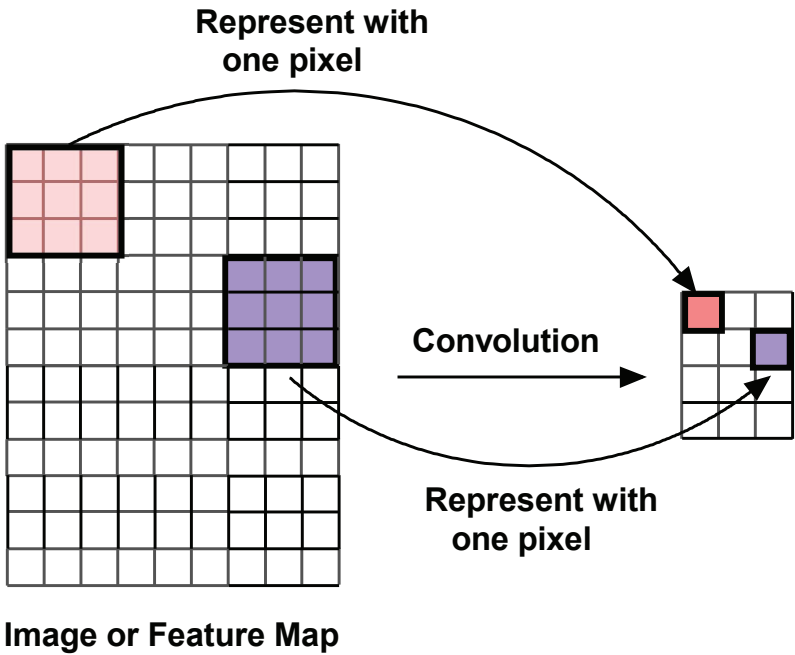 Represent with
one pixel
Convolution
Represent with
one pixel
Image or Feature Map